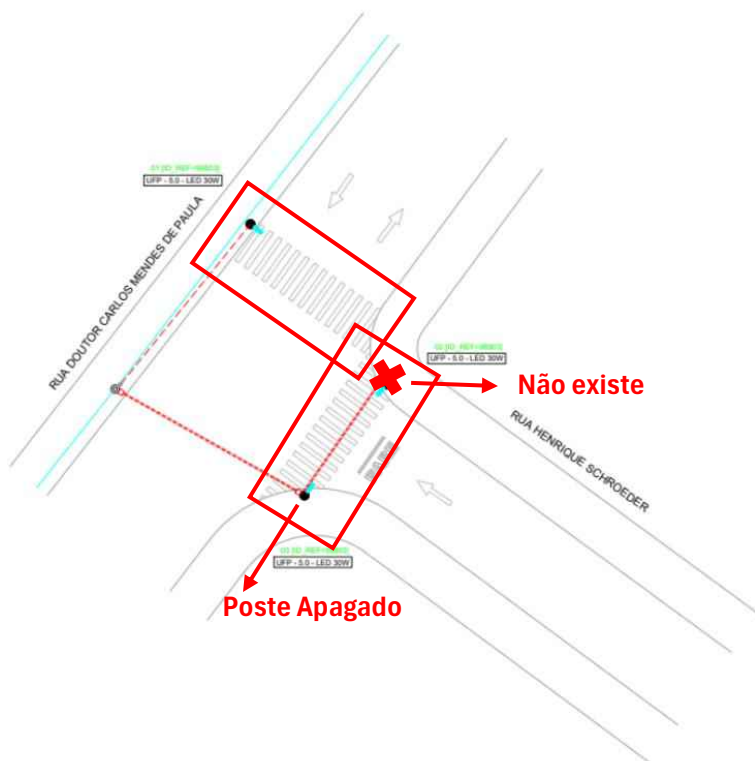 UFP - 5.0 - LED 30W
RUA DOUTOR CARLOS MENDES DE PAULA
UFP - 5.0 - LED 30W
Não existe
RUA HENRIQUE SCHROEDER
UFP - 5.0 - LED 30W
Poste Apagado